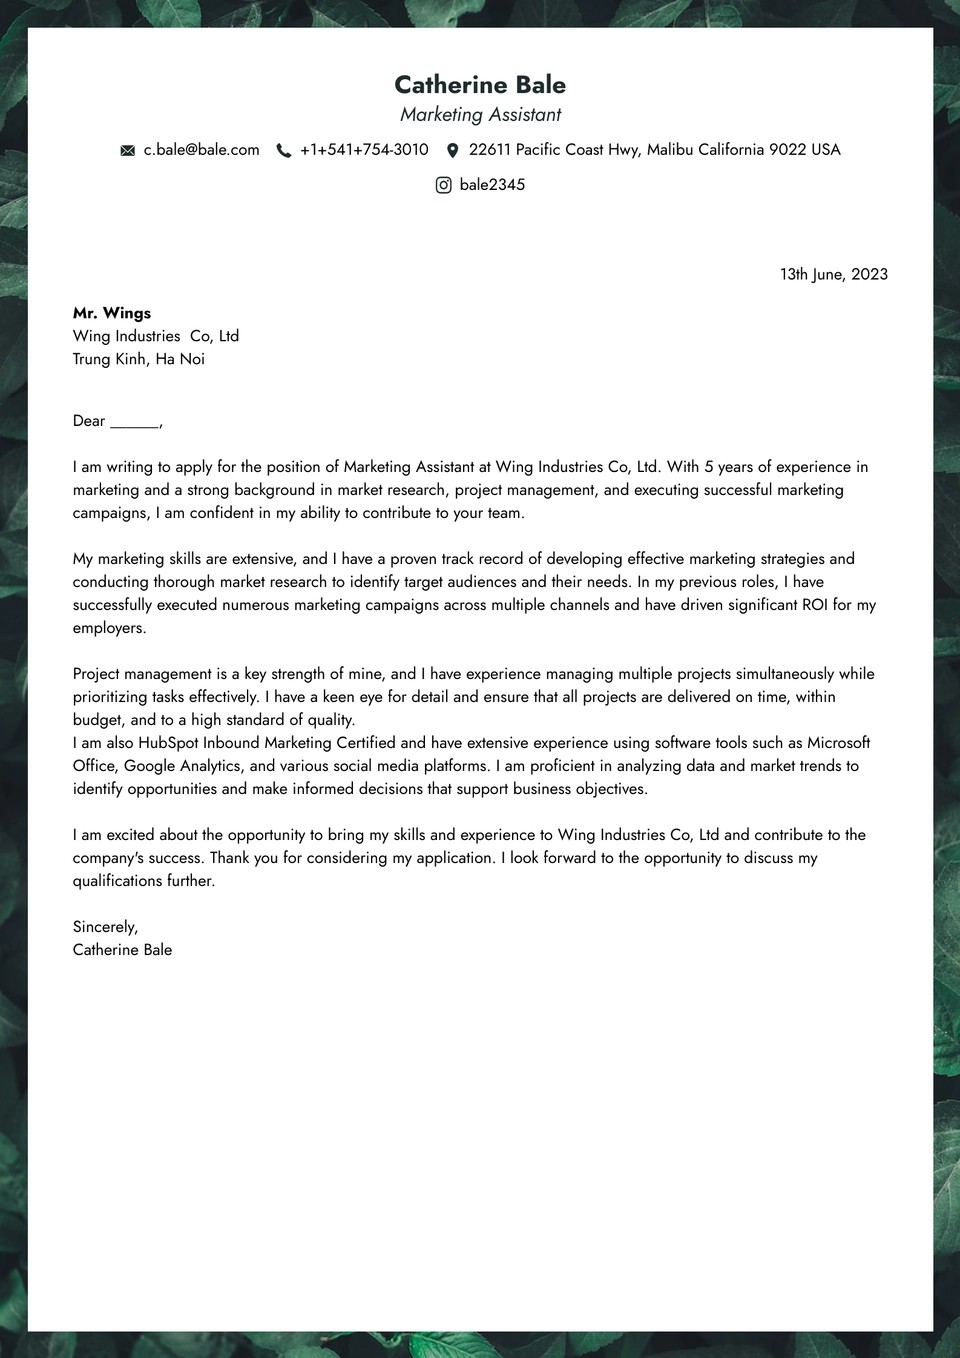 Catherine Bale
Marketing Assistant
c.bale@bale.com +1+541+754-3010 22611 Pacific Coast Hwy, Malibu California 9022 USA
bale2345
13th June, 2023
Mr. Wings
Wing Industries  Co, Ltd
Trung Kinh, Ha Noi
Dear ______,
I am writing to apply for the position of Marketing Assistant at Wing Industries Co, Ltd. With 5 years of experience in
marketing and a strong background in market research, project management, and executing successful marketing
campaigns, I am confident in my ability to contribute to your team.
My marketing skills are extensive, and I have a proven track record of developing effective marketing strategies and
conducting thorough market research to identify target audiences and their needs. In my previous roles, I have
successfully executed numerous marketing campaigns across multiple channels and have driven significant ROI for my
employers.
Project management is a key strength of mine, and I have experience managing multiple projects simultaneously while
prioritizing tasks effectively. I have a keen eye for detail and ensure that all projects are delivered on time, within
budget, and to a high standard of quality.
I am also HubSpot Inbound Marketing Certified and have extensive experience using software tools such as Microsoft
Office, Google Analytics, and various social media platforms. I am proficient in analyzing data and market trends to
identify opportunities and make informed decisions that support business objectives.
I am excited about the opportunity to bring my skills and experience to Wing Industries Co, Ltd and contribute to the
company's success. Thank you for considering my application. I look forward to the opportunity to discuss my
qualifications further.
Sincerely,
Catherine Bale